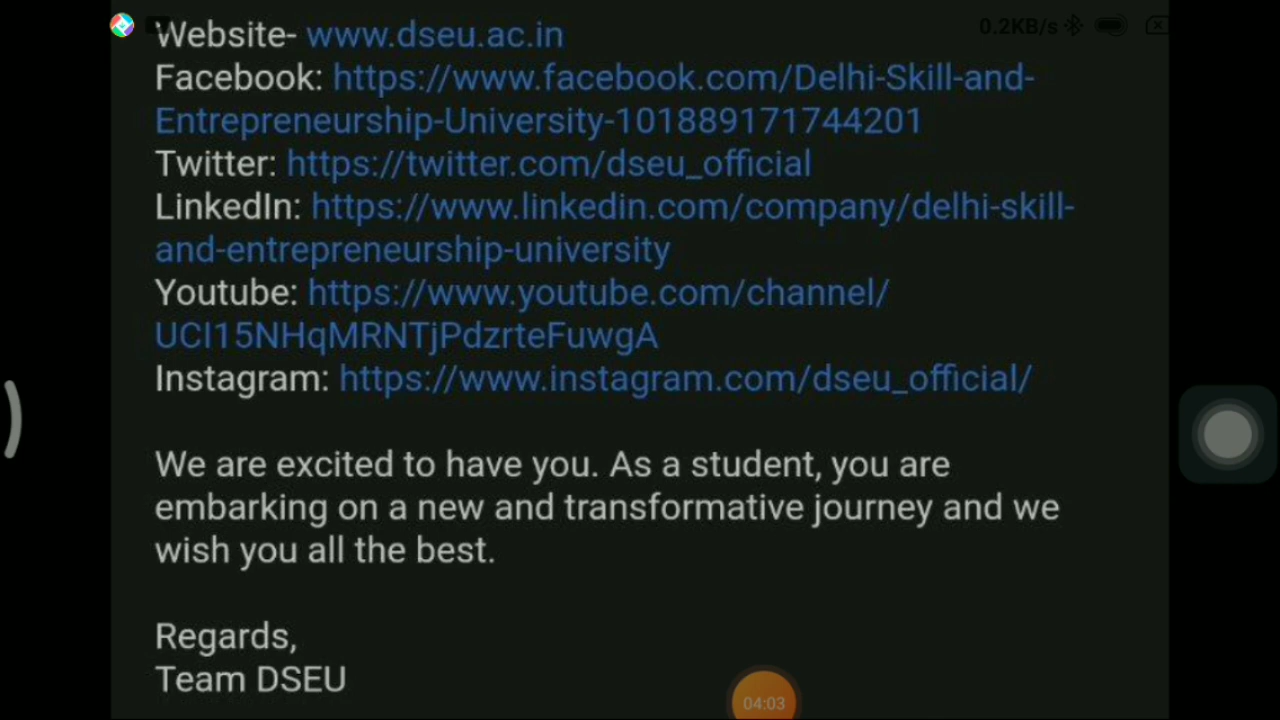 0.2KB/s
Website- www.dseu.ac.in
Facebook: https://www.facebook.com/Delhi-Skill-and-
Entrepreneurship-University-101889171744201
Twitter: https://twitter.com/dseu_official
LinkedIn: https://www.linkedin.com/company/delhi-skill-
and-entrepreneurship-university
Youtube: https://www.youtube.com/channel/
UCI15NHqMRNTjPdzrteFuwgA
Instagram: https://www.instagram.com/dseu_official/
We are excited to have you. As a student, you are
embarking on a new and transformative journey and we
wish you all the best.
Regards,
Team DSEU
04:03